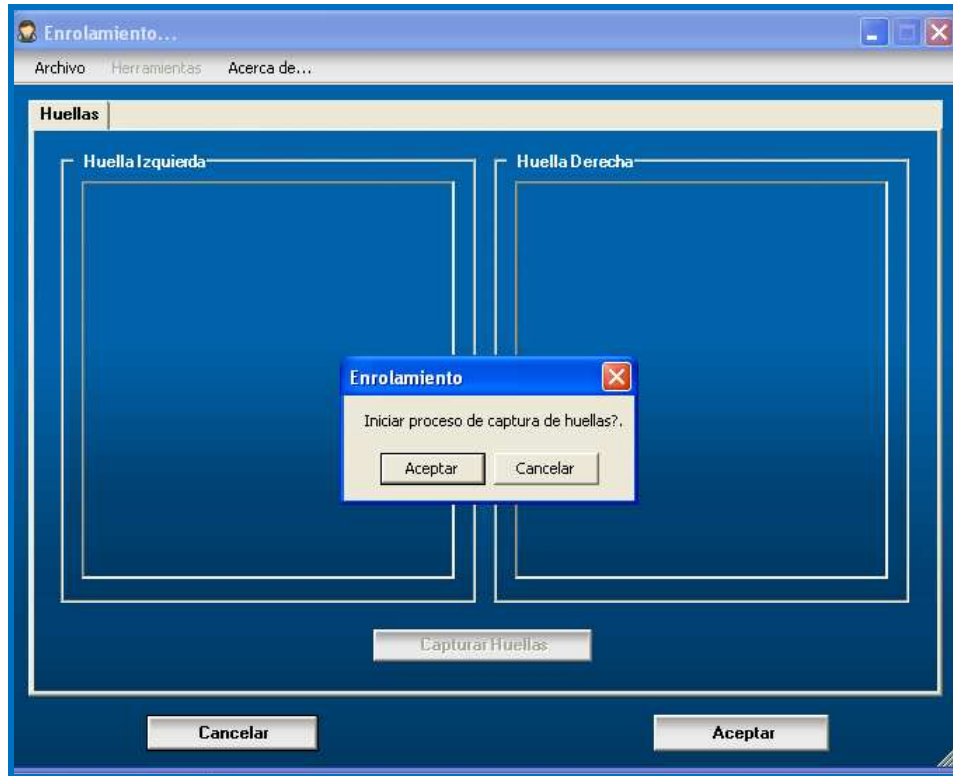 Enrolamiento...
Archivo Herramientas Acerca de...
Huellas
Huella Izquierda Huella Derecha
Enrolamiento
Iniciar proceso de captura de huellas?.
Aceptar Cancelar
Capturar Huellas
Cancelar Aceptar